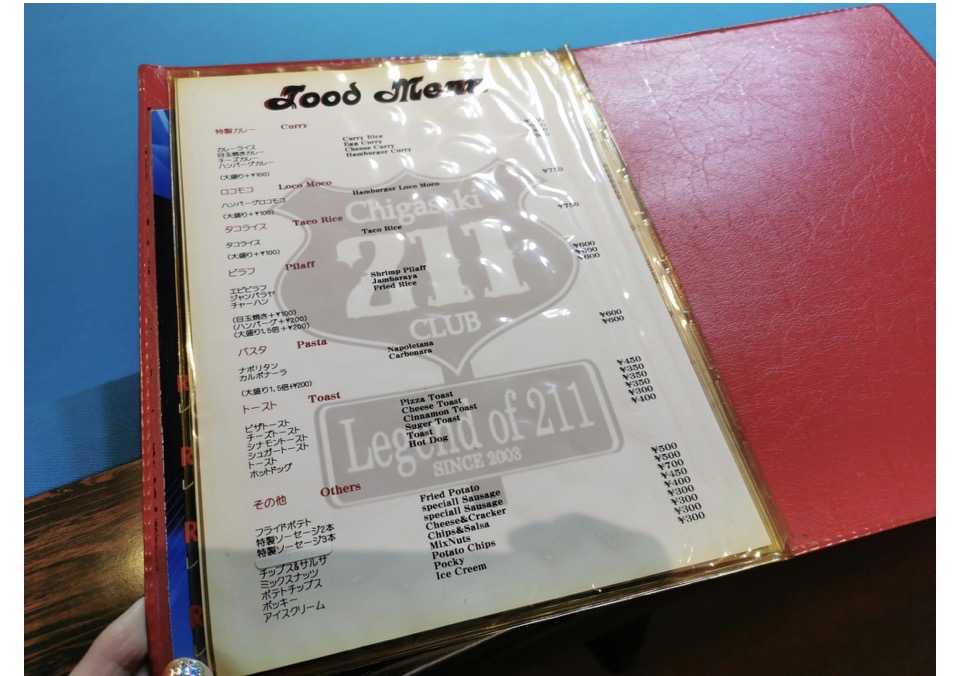 Food Menu
特製カレー Curry
カレーライス Curry Rice
目玉焼きカレー Egg Curry
チーズカレー Cheese Curry
ハンバーグカレー Hamburger Curry
(大盛り+¥100)
ロコモコ Loco Moco
ハンバーグロコモコ Hamburger Loco Moco ¥750
(大盛り+¥100)
タコライス Taco Rice
タコライス Taco Rice ¥750
(大盛り+¥100)
ピラフ Pilaff
エビピラフ Shrimp Pilaff ¥600
ジャンバラヤ Jambaraya ¥600
チャーハン Fried Rice ¥600
(目玉焼き+¥100)
(ハンバーグ+¥200)
(大盛り1.5倍+¥200)
パスタ Pasta
ナポリタン Napoletana ¥600
カルボナーラ Carbonara ¥600
(大盛り1.5倍+¥200)
トースト Toast
ピザトースト Pizza Toast ¥450
チーズトースト Cheese Toast ¥350
シナモントースト Cinnamon Toast ¥350
シュガートースト Suger Toast ¥350
トースト Toast ¥300
ホットドッグ Hot Dog ¥400
その他 Others
フライドポテト Fried Potato ¥500
特製ソーセージ2本 speciall Sausage ¥500
特製ソーセージ3本 speciall Sausage ¥700
Cheese&Cracker ¥450
チップス&サルサ Chips&Salsa ¥400
ミックスナッツ MixNuts ¥300
ポテトチップス Potato Chips ¥300
ポッキー Pocky ¥300
アイスクリーム Ice Creem ¥300
Chigasaki
211
CLUB
Legend of 211
SINCE 2003